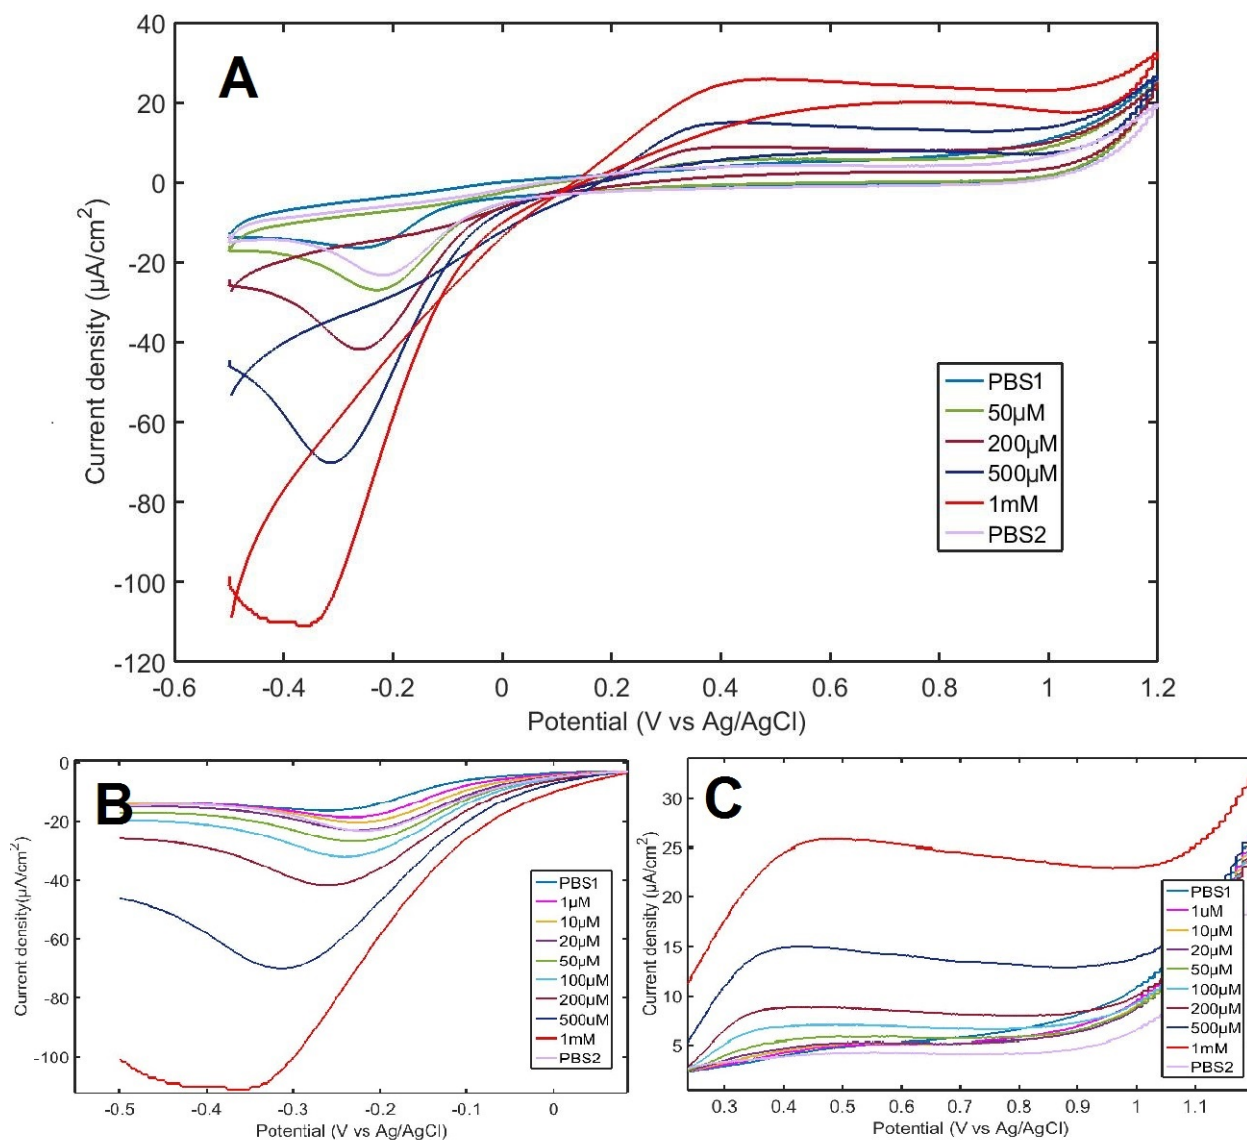 A
40
20
0
-20
-40
-60
-80
-100
-120
Current density (µA/cm²)
-0.6 -0.4 -0.2 0 0.2 0.4 0.6 0.8 1 1.2
Potential (V vs Ag/AgCl)
PBS1
50µM
200µM
500µM
1mM
PBS2
B
0
-20
-40
-60
-80
-100
Current density(µA/cm²)
-0.5 -0.4 -0.3 -0.2 -0.1 0
Potential (V vs Ag/AgCl)
PBS1
1µM
10µM
20µM
50µM
100µM
200µM
500uM
1mM
PBS2
C
30
25
20
15
10
5
Current density (µA/cm²)
0.3 0.4 0.5 0.6 0.7 0.8 0.9 1 1.1
Potential (V vs Ag/AgCl)
PBS1
1uM
10µM
20µM
50µM
100µM
200µM
500µM
1mM
PBS2